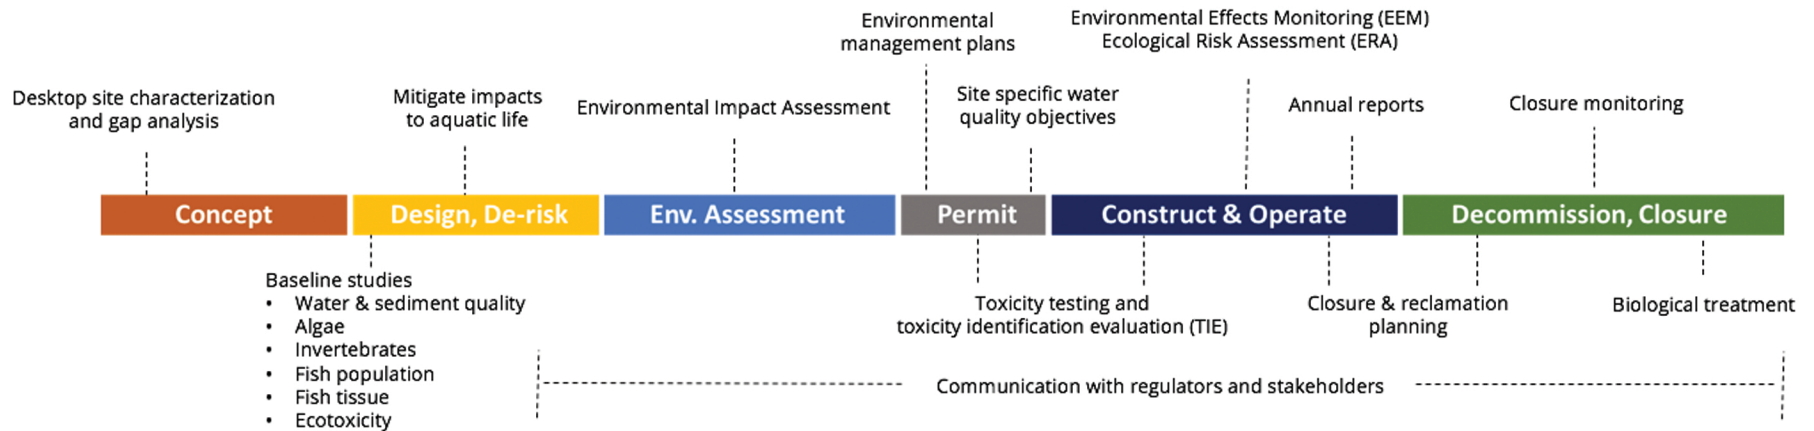 Environmental
management plans
Environmental Effects Monitoring (EEM)
Ecological Risk Assessment (ERA)
Desktop site characterization
and gap analysis
Mitigate impacts
to aquatic life
Environmental Impact Assessment
Site specific water
quality objectives
Annual reports
Closure monitoring
Concept
Design, De-risk
Env. Assessment
Permit
Construct & Operate
Decommission, Closure
Baseline studies
• Water & sediment quality
• Algae
• Invertebrates
• Fish population
• Fish tissue
• Ecotoxicity
Toxicity testing and
toxicity identification evaluation (TIE)
Closure & reclamation
planning
Biological treatment
Communication with regulators and stakeholders